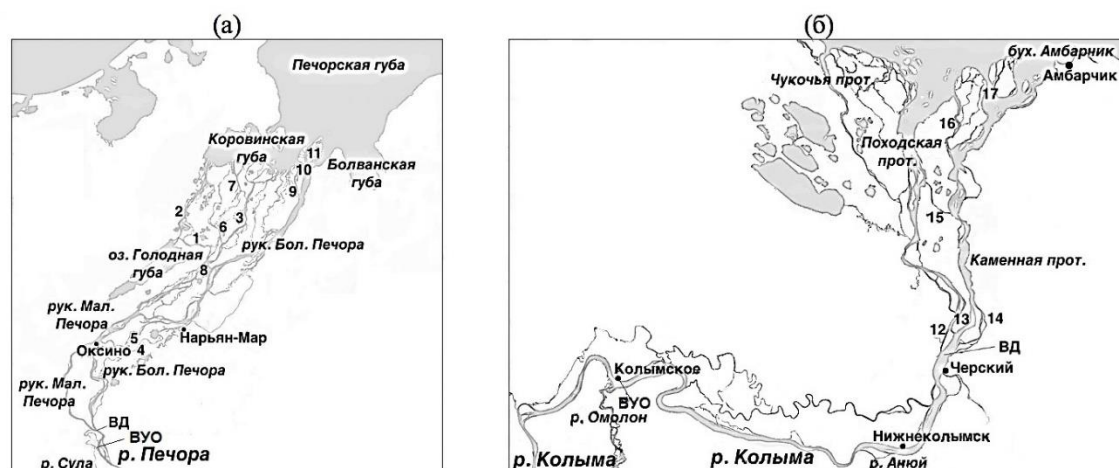 (а)
Печорская губа
Коровинская
губа
11
10
Болванская
губа
7
9
2
3
6
1
рук. Бол. Печора
оз. Голодная
губа
8
рук. Мал.
Печора
Нарьян-Мар
5
Оксино
4
рук. Бол. Печора
рук. Мал.
Печора
ВД
ВУО
р. Печора
р. Сула
(б)
бух. Амбарчик
Амбарчик
Чукочья прот.
17
16
Походская
прот.
15
Каменная прот.
13
14
12
ВД
Черский
Колымское
ВУО
р. Омолон
Нижнеколымск
р. Колыма
р. Колыма
р. Анюй